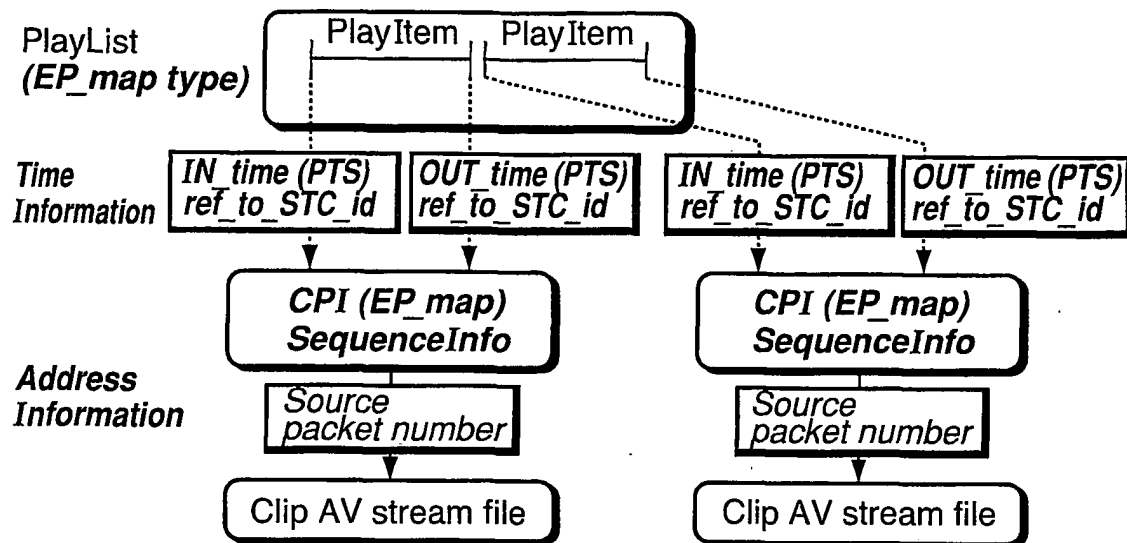 PlayList
(EP_map type)
PlayItem PlayItem
Time
Information
IN_time (PTS)
ref_to_STC_id
OUT_time (PTS)
ref_to_STC_id
IN_time (PTS)
ref_to_STC_id
OUT_time (PTS)
ref_to_STC_id
CPI (EP_map)
SequenceInfo
CPI (EP_map)
SequenceInfo
Address
Information
Source
packet number
Source
packet number
Clip AV stream file
Clip AV stream file